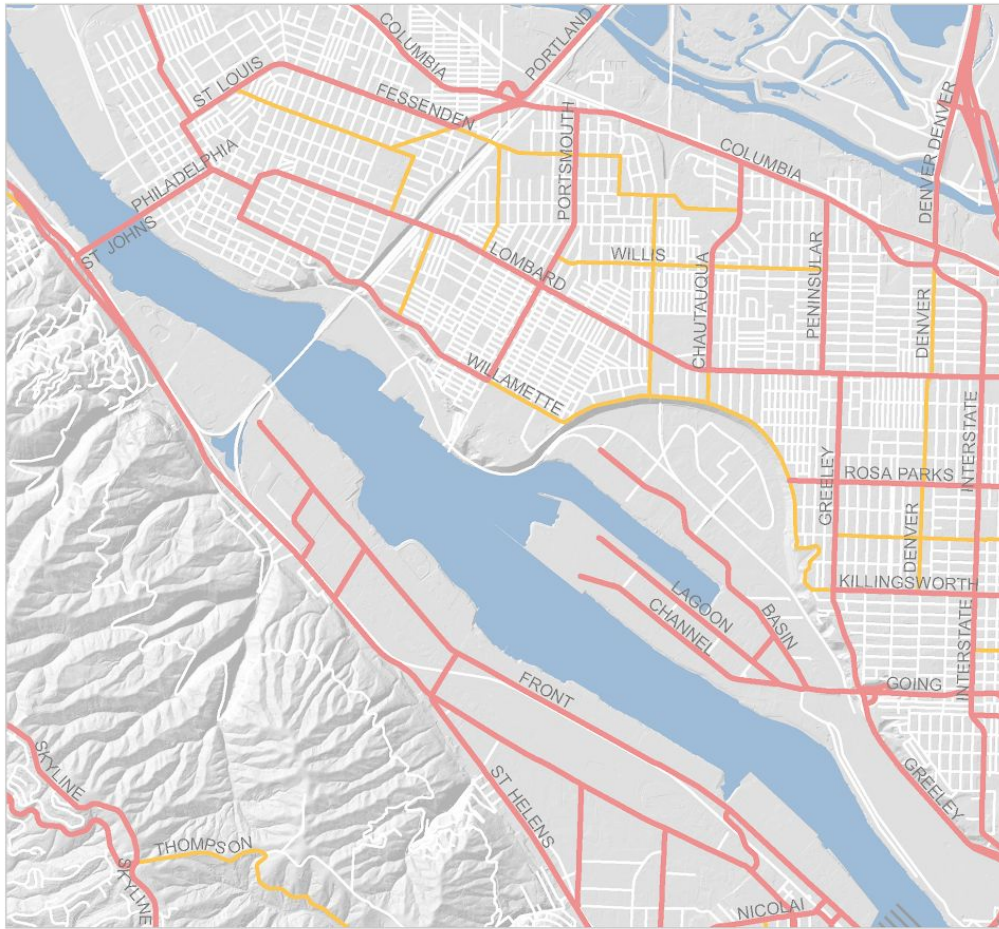 COLUMBIA
PORTLAND
ST LOUIS
FESSENDEN
PORTSMOUTH
COLUMBIA
DENVER DENVER
PHILADELPHIA
ST JOHNS
LOMBARD
WILLIS
CHAUTAUQUA
PENINSULAR
DENVER
WILLAMETTE
INTERSTATE
GREELEY
ROSA PARKS
DENVER
KILLINGSWORTH
LAGOON
CHANNEL
BASIN
INTERSTATE
GOING
FRONT
SKYLINE
ST HELENS
GREELEY
THOMPSON
SKYLINE
NICOLAI